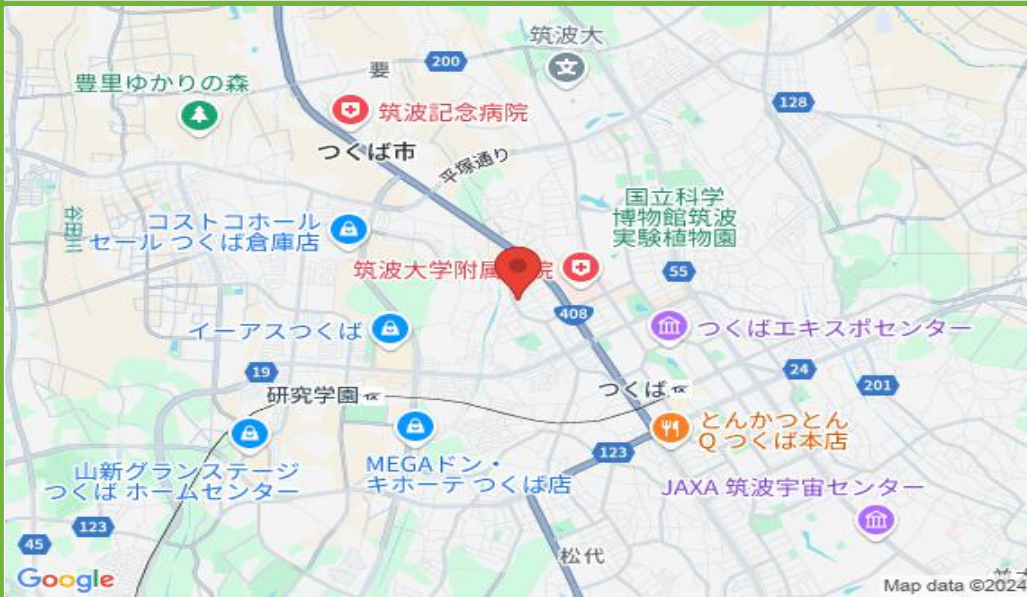 筑波大
200
要
豊里ゆかりの森
128
筑波記念病院
つくば市
平塚通り
国立科学
博物館筑波
実験植物園
谷田川
コストコホール
セール つくば倉庫店
筑波大学附属
院
55
408
イーアスつくば
つくばエキスポセンター
19
24
201
研究学園
つくば
とんかつとん
Q つくば本店
123
MEGAドン・
キホーテ つくば店
山新グランステージ
つくば ホームセンター
JAXA 筑波宇宙センター
123
45
松代
Google
Map data ©2024